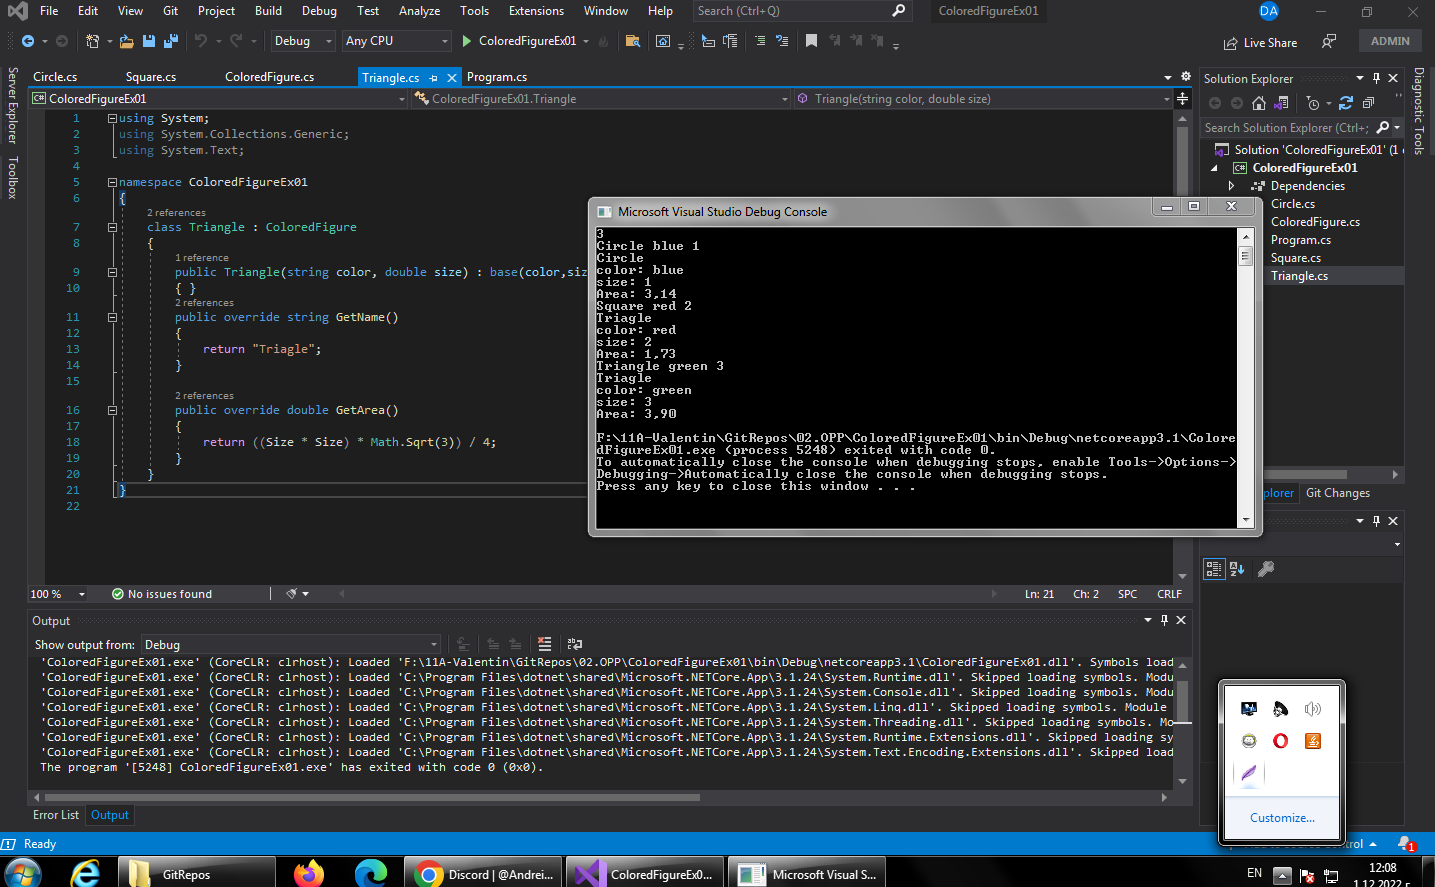 File Edit View Git Project Build Debug Test Analyze Tools Extensions Window Help Search (Ctrl+Q) ColoredFigureEx01 DA
Debug Any CPU ColoredFigureEx01 Live Share ADMIN
Server Explorer
Toolbox
Circle.cs Square.cs ColoredFigure.cs Triangle.cs Program.cs
C# ColoredFigureEx01 ColoredFigureEx01.Triangle Triangle(string color, double size)
1 using System;
2 using System.Collections.Generic;
3 using System.Text;
4
5 namespace ColoredFigureEx01
6 {
2 references
7 class Triangle : ColoredFigure
8 {
1 reference
9 public Triangle(string color, double size) : base(color,siz
10 { }
2 references
11 public override string GetName()
12 {
13 return "Triagle";
14 }
15
2 references
16 public override double GetArea()
17 {
18 return ((Size * Size) * Math.Sqrt(3)) / 4;
19 }
20 }
21 }
22
Microsoft Visual Studio Debug Console
3
Circle blue 1
Circle
color: blue
size: 1
Area: 3,14
Square red 2
Triagle
color: red
size: 2
Area: 1,73
Triangle green 3
Triagle
color: green
size: 3
Area: 3,90
F:\11A-Valentin\GitRepos\02.OPP\ColoredFigureEx01\bin\Debug\netcoreapp3.1\Colore
dFigureEx01.exe (process 5248) exited with code 0.
To automatically close the console when debugging stops, enable Tools->Options->
Debugging->Automatically close the console when debugging stops.
Press any key to close this window . . .
Solution Explorer
Search Solution Explorer (Ctrl+;
Solution 'ColoredFigureEx01' (1
C# ColoredFigureEx01
Dependencies
Circle.cs
ColoredFigure.cs
Program.cs
Square.cs
Triangle.cs
plorer Git Changes
Diagnostic Tools
100 % No issues found Ln: 21 Ch: 2 SPC CRLF
Output
Show output from: Debug
'ColoredFigureEx01.exe' (CoreCLR: clrhost): Loaded 'F:\11A-Valentin\GitRepos\02.OPP\ColoredFigureEx01\bin\Debug\netcoreapp3.1\ColoredFigureEx01.dll'. Symbols load
'ColoredFigureEx01.exe' (CoreCLR: clrhost): Loaded 'C:\Program Files\dotnet\shared\Microsoft.NETCore.App\3.1.24\System.Runtime.dll'. Skipped loading symbols. Modu
'ColoredFigureEx01.exe' (CoreCLR: clrhost): Loaded 'C:\Program Files\dotnet\shared\Microsoft.NETCore.App\3.1.24\System.Console.dll'. Skipped loading symbols. Modu
'ColoredFigureEx01.exe' (CoreCLR: clrhost): Loaded 'C:\Program Files\dotnet\shared\Microsoft.NETCore.App\3.1.24\System.Linq.dll'. Skipped loading symbols. Module
'ColoredFigureEx01.exe' (CoreCLR: clrhost): Loaded 'C:\Program Files\dotnet\shared\Microsoft.NETCore.App\3.1.24\System.Threading.dll'. Skipped loading symbols. Mo
'ColoredFigureEx01.exe' (CoreCLR: clrhost): Loaded 'C:\Program Files\dotnet\shared\Microsoft.NETCore.App\3.1.24\System.Runtime.Extensions.dll'. Skipped loading sy
'ColoredFigureEx01.exe' (CoreCLR: clrhost): Loaded 'C:\Program Files\dotnet\shared\Microsoft.NETCore.App\3.1.24\System.Text.Encoding.Extensions.dll'. Skipped load
The program '[5248] ColoredFigureEx01.exe' has exited with code 0 (0x0).
Error List Output
Customize...
Ready Control 1
GitRepos Discord | @Andrei... ColoredFigureEx0... Microsoft Visual S... EN 12:08
1.12.2022 г.